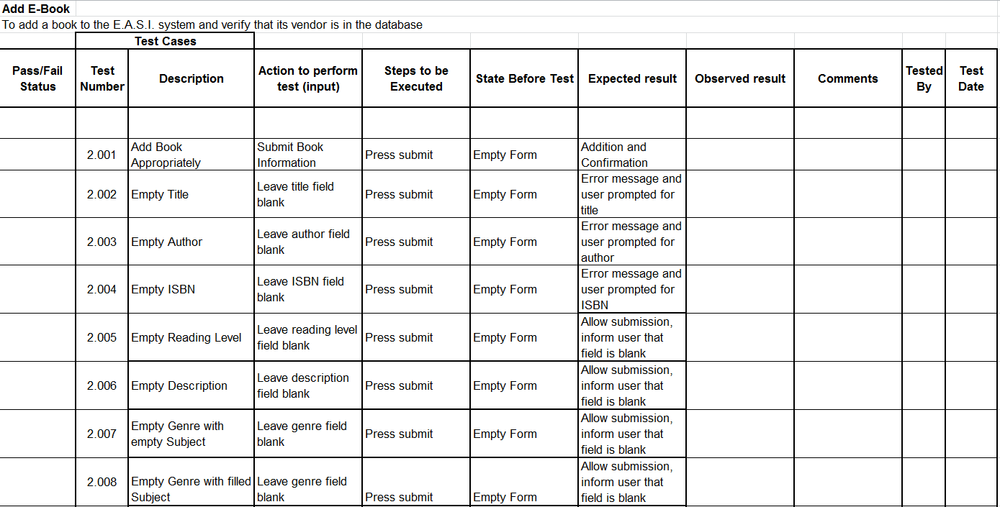 Add E-Book
To add a book to the E.A.S.I. system and verify that its vendor is in the database
Test Cases
Pass/Fail Status Test Number Description Action to perform test (input) Steps to be Executed State Before Test Expected result Observed result Comments Tested By Test Date
2.001 Add Book Appropriately Submit Book Information Press submit Empty Form Addition and Confirmation
2.002 Empty Title Leave title field blank Press submit Empty Form Error message and user prompted for title
2.003 Empty Author Leave author field blank Press submit Empty Form Error message and user prompted for author
2.004 Empty ISBN Leave ISBN field blank Press submit Empty Form Error message and user prompted for ISBN
2.005 Empty Reading Level Leave reading level field blank Press submit Empty Form Allow submission, inform user that field is blank
2.006 Empty Description Leave description field blank Press submit Empty Form Allow submission, inform user that field is blank
2.007 Empty Genre with empty Subject Leave genre field blank Press submit Empty Form Allow submission, inform user that field is blank
2.008 Empty Genre with filled Subject Leave genre field blank Press submit Empty Form Allow submission, inform user that field is blank